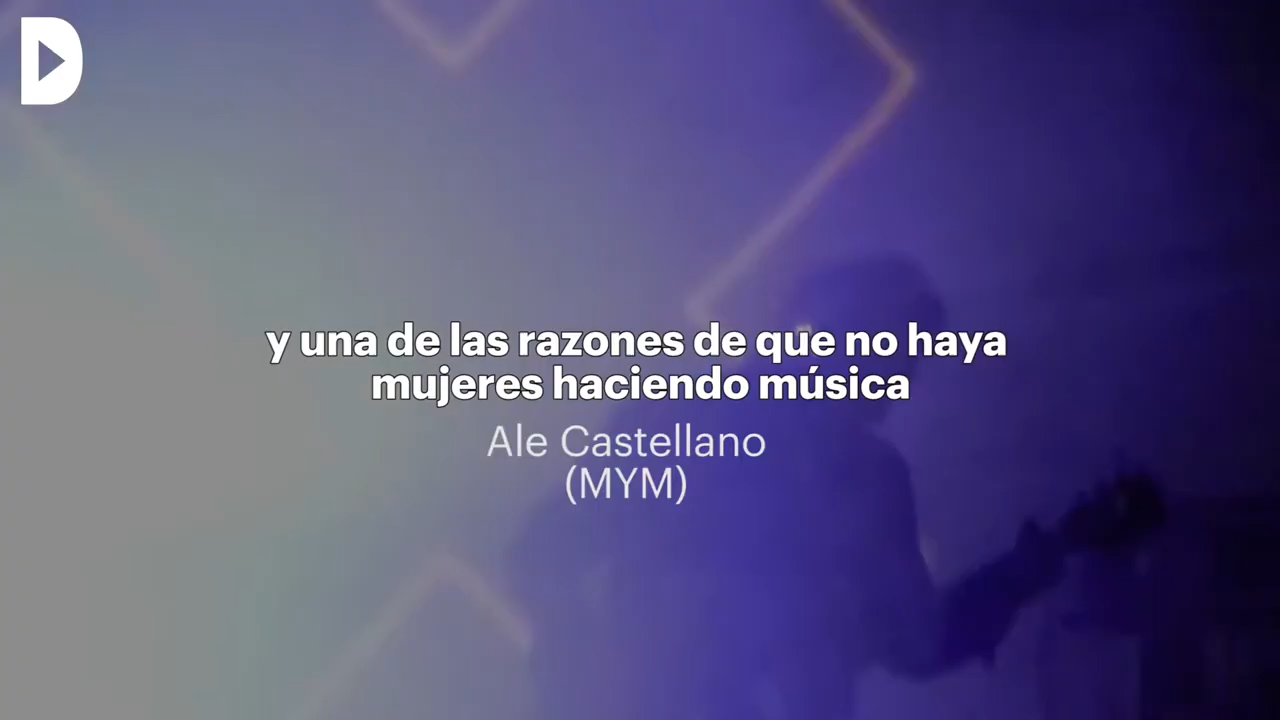 y una de las razones de que no haya
mujeres haciendo música
Ale Castellano
(MYM)